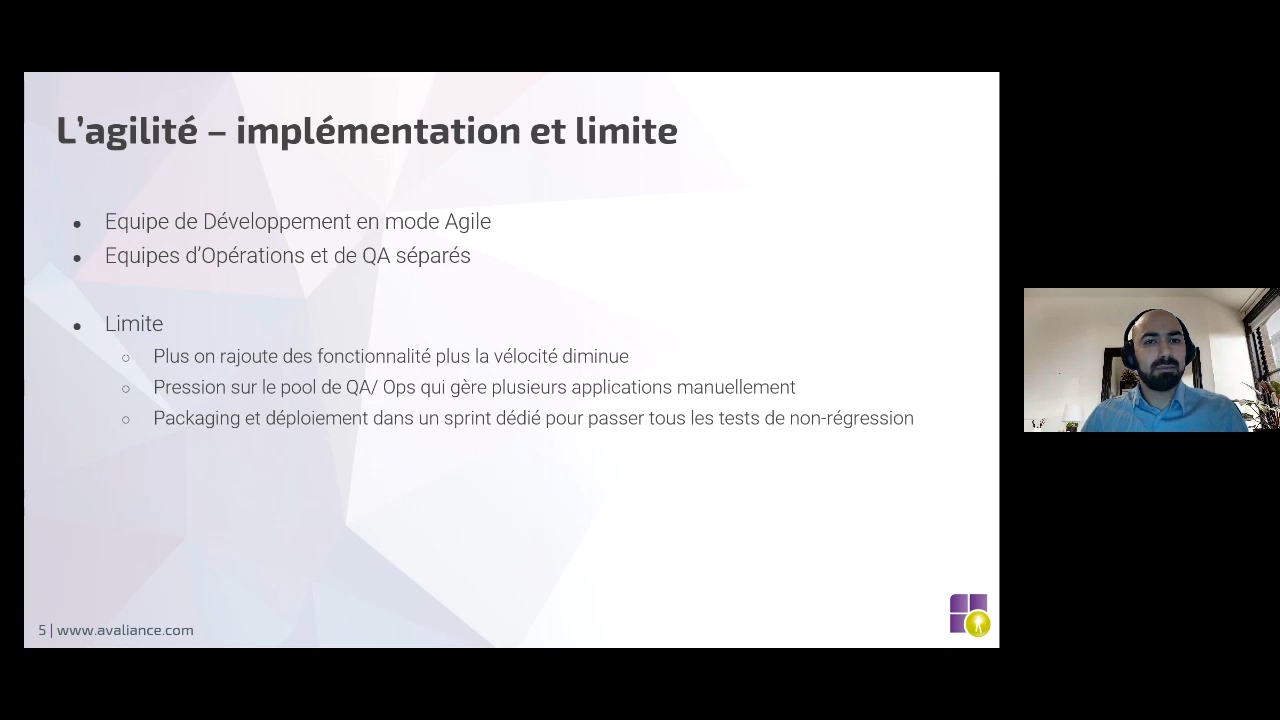 L’agilité – implémentation et limite
● Equipe de Développement en mode Agile
● Equipes d’Opérations et de QA séparés
● Limite
○ Plus on rajoute des fonctionnalité plus la vélocité diminue
○ Pression sur le pool de QA/ Ops qui gère plusieurs applications manuellement
○ Packaging et déploiement dans un sprint dédié pour passer tous les tests de non-régression
5 | www.avaliance.com